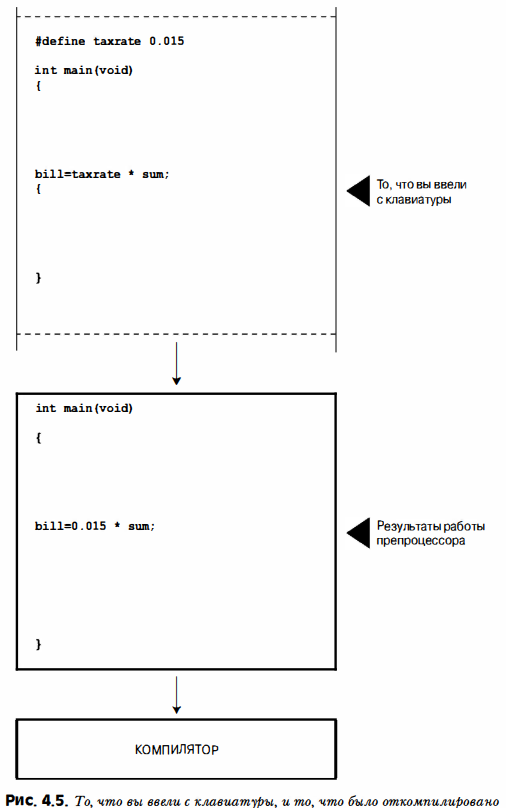 #define taxrate 0.015
int main(void)
{
bill=taxrate * sum;
{
}
То, что вы ввели
с клавиатуры
int main(void)
{
bill=0.015 * sum;
}
Результаты работы
препроцессора
КОМПИЛЯТОР
Рис. 4.5. То, что вы ввели с клавиатуры, и то, что было откомпилировано